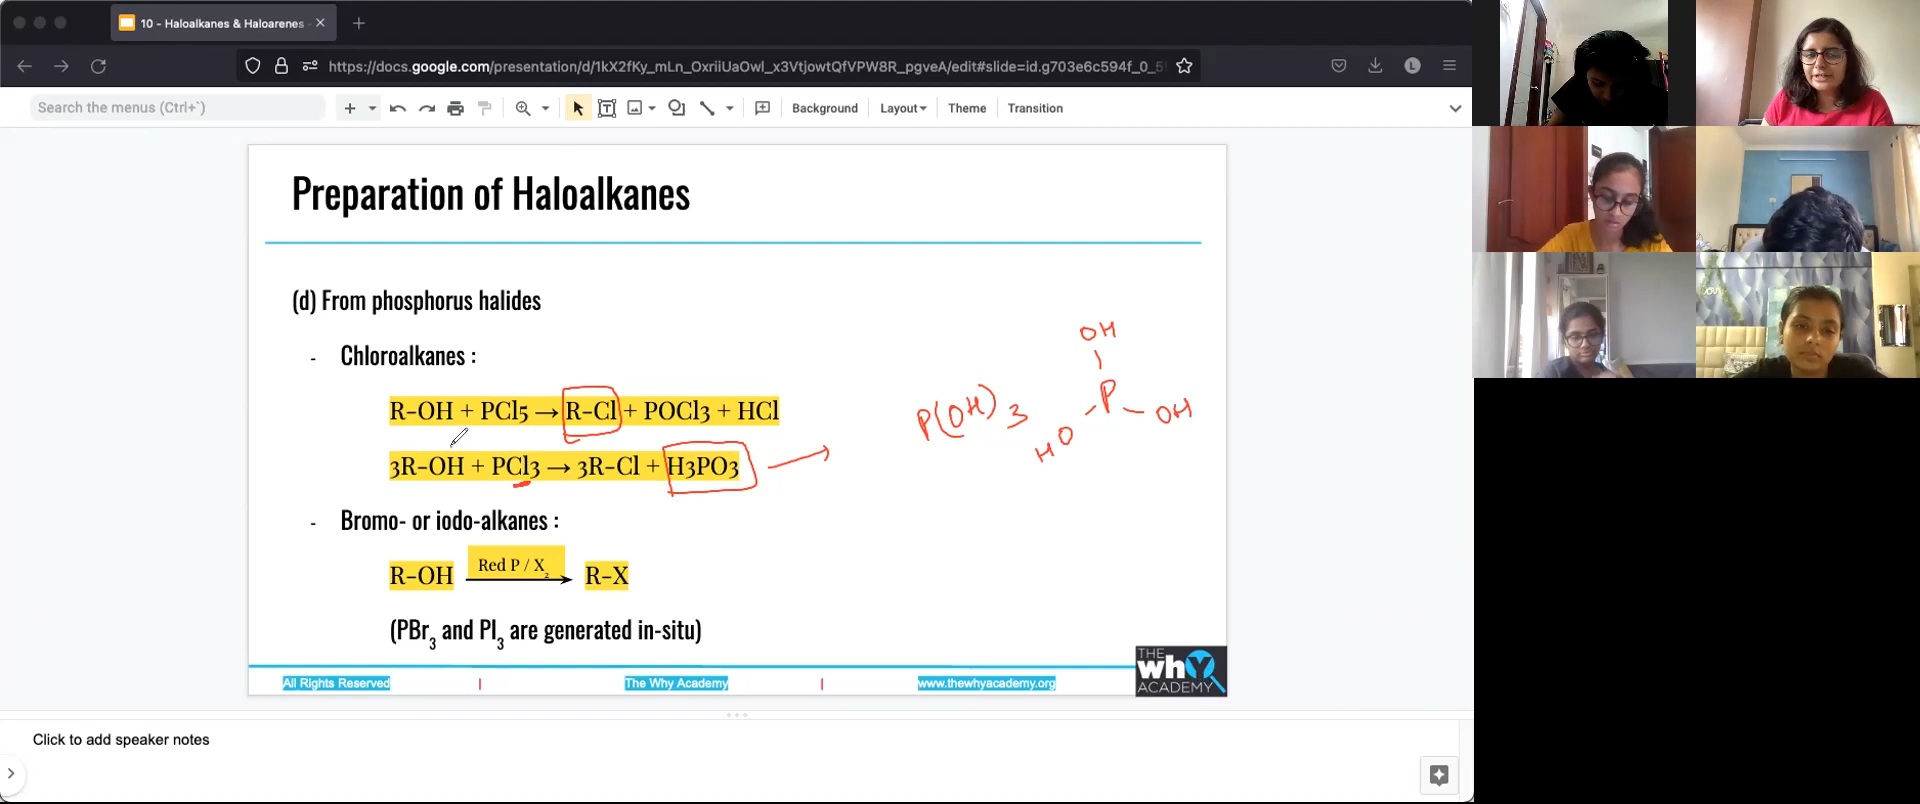 10 - Haloalkanes & Haloarenes -
https://docs.google.com/presentation/d/1kX2fKy_mLn_OxriiUaOwl_x3VtjowtQfVPW8R_pgveA/edit#slide=id.g703e6c594f_0_5
L
Search the menus (Ctrl+`)
Background
Layout
Theme
Transition
Preparation of Haloalkanes
(d) From phosphorus halides
- Chloroalkanes :
R-OH + PCl5 → R-Cl + POCl3 + HCl
3R-OH + PCl3 → 3R-Cl + H3PO3
P(OH)3
OH
P
OH
HO
- Bromo- or iodo-alkanes :
R-OH Red P / X2 R-X
(PBr3 and PI3 are generated in-situ)
All Rights Reserved | The Why Academy | www.thewhyacademy.org
THE
whY
ACADEMY
Click to add speaker notes